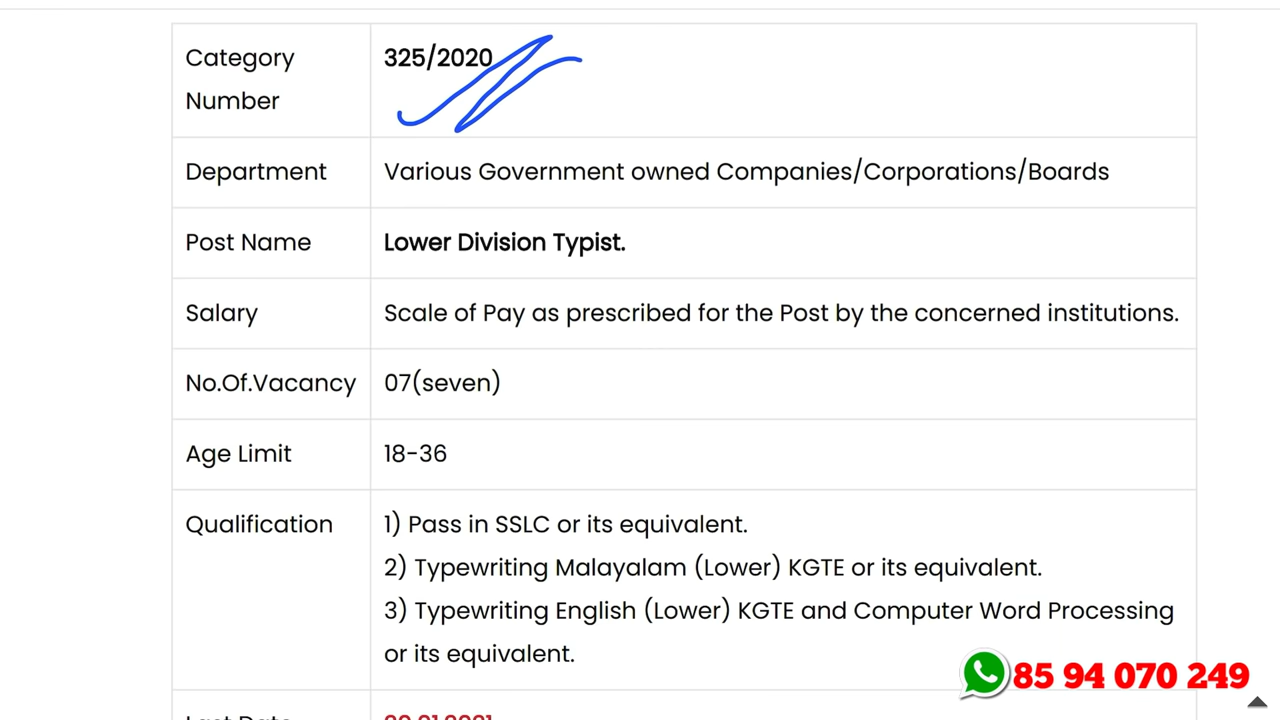 Category Number
325/2020
Department
Various Government owned Companies/Corporations/Boards
Post Name
Lower Division Typist.
Salary
Scale of Pay as prescribed for the Post by the concerned institutions.
No.Of.Vacancy
07(seven)
Age Limit
18-36
Qualification
1) Pass in SSLC or its equivalent.
2) Typewriting Malayalam (Lower) KGTE or its equivalent.
3) Typewriting English (Lower) KGTE and Computer Word Processing
or its equivalent.
85 94 070 249